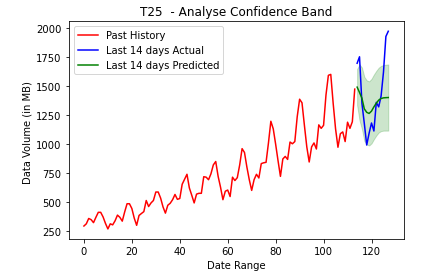 T25 - Analyse Confidence Band
Past History
Last 14 days Actual
Last 14 days Predicted
Data Volume (in MB)
2000
1750
1500
1250
1000
750
500
250
0
20
40
60
80
100
120
Date Range